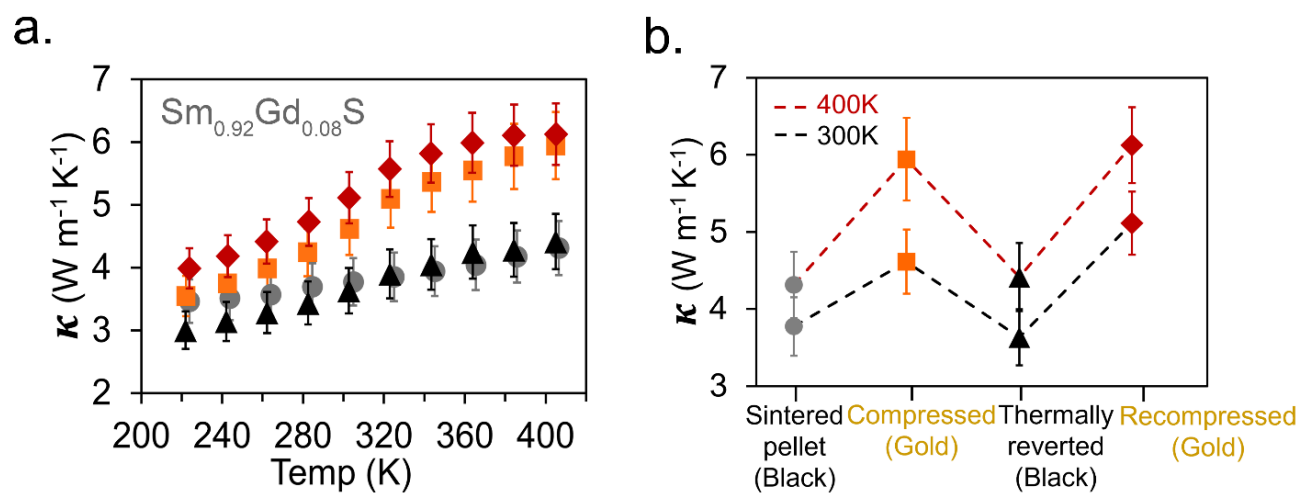 a.
7
6
5
4
3
2
κ (W m⁻¹ K⁻¹)
Sm₀.₉₂Gd₀.₀₈S
200 240 280 320 360 400
Temp (K)
b.
7
6
5
4
3
κ (W m⁻¹ K⁻¹)
400K
300K
Sintered
pellet
(Black)
Compressed
(Gold)
Thermally
reverted
(Black)
Recompressed
(Gold)